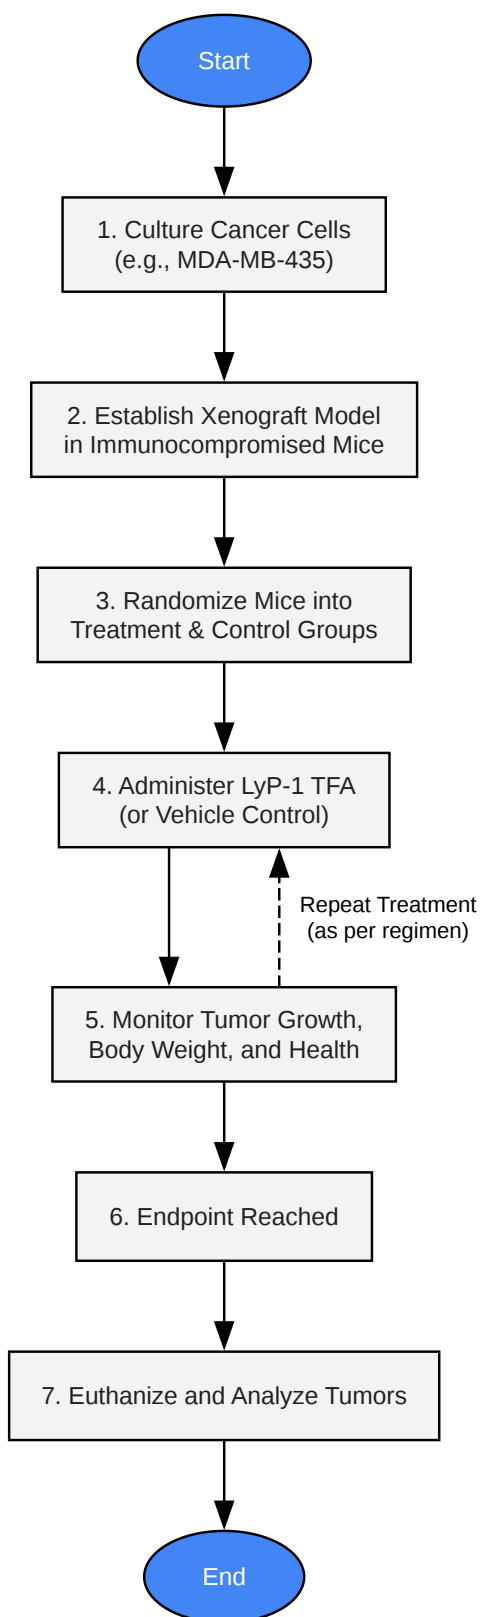 Start
1. Culture Cancer Cells
(e.g., MDA-MB-435)
2. Establish Xenograft Model
in Immunocompromised Mice
3. Randomize Mice into
Treatment & Control Groups
4. Administer LyP-1 TFA
(or Vehicle Control)
Repeat Treatment
(as per regimen)
5. Monitor Tumor Growth,
Body Weight, and Health
6. Endpoint Reached
7. Euthanize and Analyze Tumors
End